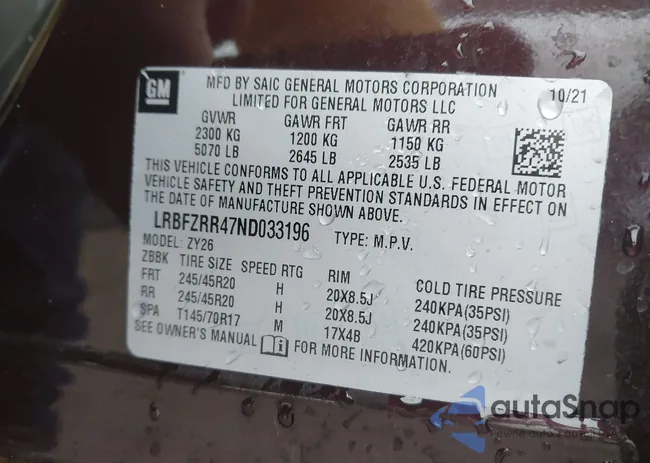 GM
MFD BY SAIC GENERAL MOTORS CORPORATION 10/21
LIMITED FOR GENERAL MOTORS LLC
GVWR GAWR FRT GAWR RR
2300 KG 1200 KG 1150 KG
5070 LB 2645 LB 2535 LB
THIS VEHICLE CONFORMS TO ALL APPLICABLE U.S. FEDERAL MOTOR
VEHICLE SAFETY AND THEFT PREVENTION STANDARDS IN EFFECT ON
THE DATE OF MANUFACTURE SHOWN ABOVE.
LRBFZRR47ND033196 TYPE: M.P.V.
MODEL: ZY26
ZBBK TIRE SIZE SPEED RTG RIM COLD TIRE PRESSURE
FRT 245/45R20 H 20X8.5J 240KPA(35PSI)
RR 245/45R20 H 20X8.5J 240KPA(35PSI)
SPA T145/70R17 M 17X4B 420KPA(60PSI)
SEE OWNER'S MANUAL FOR MORE INFORMATION.
autoSnap